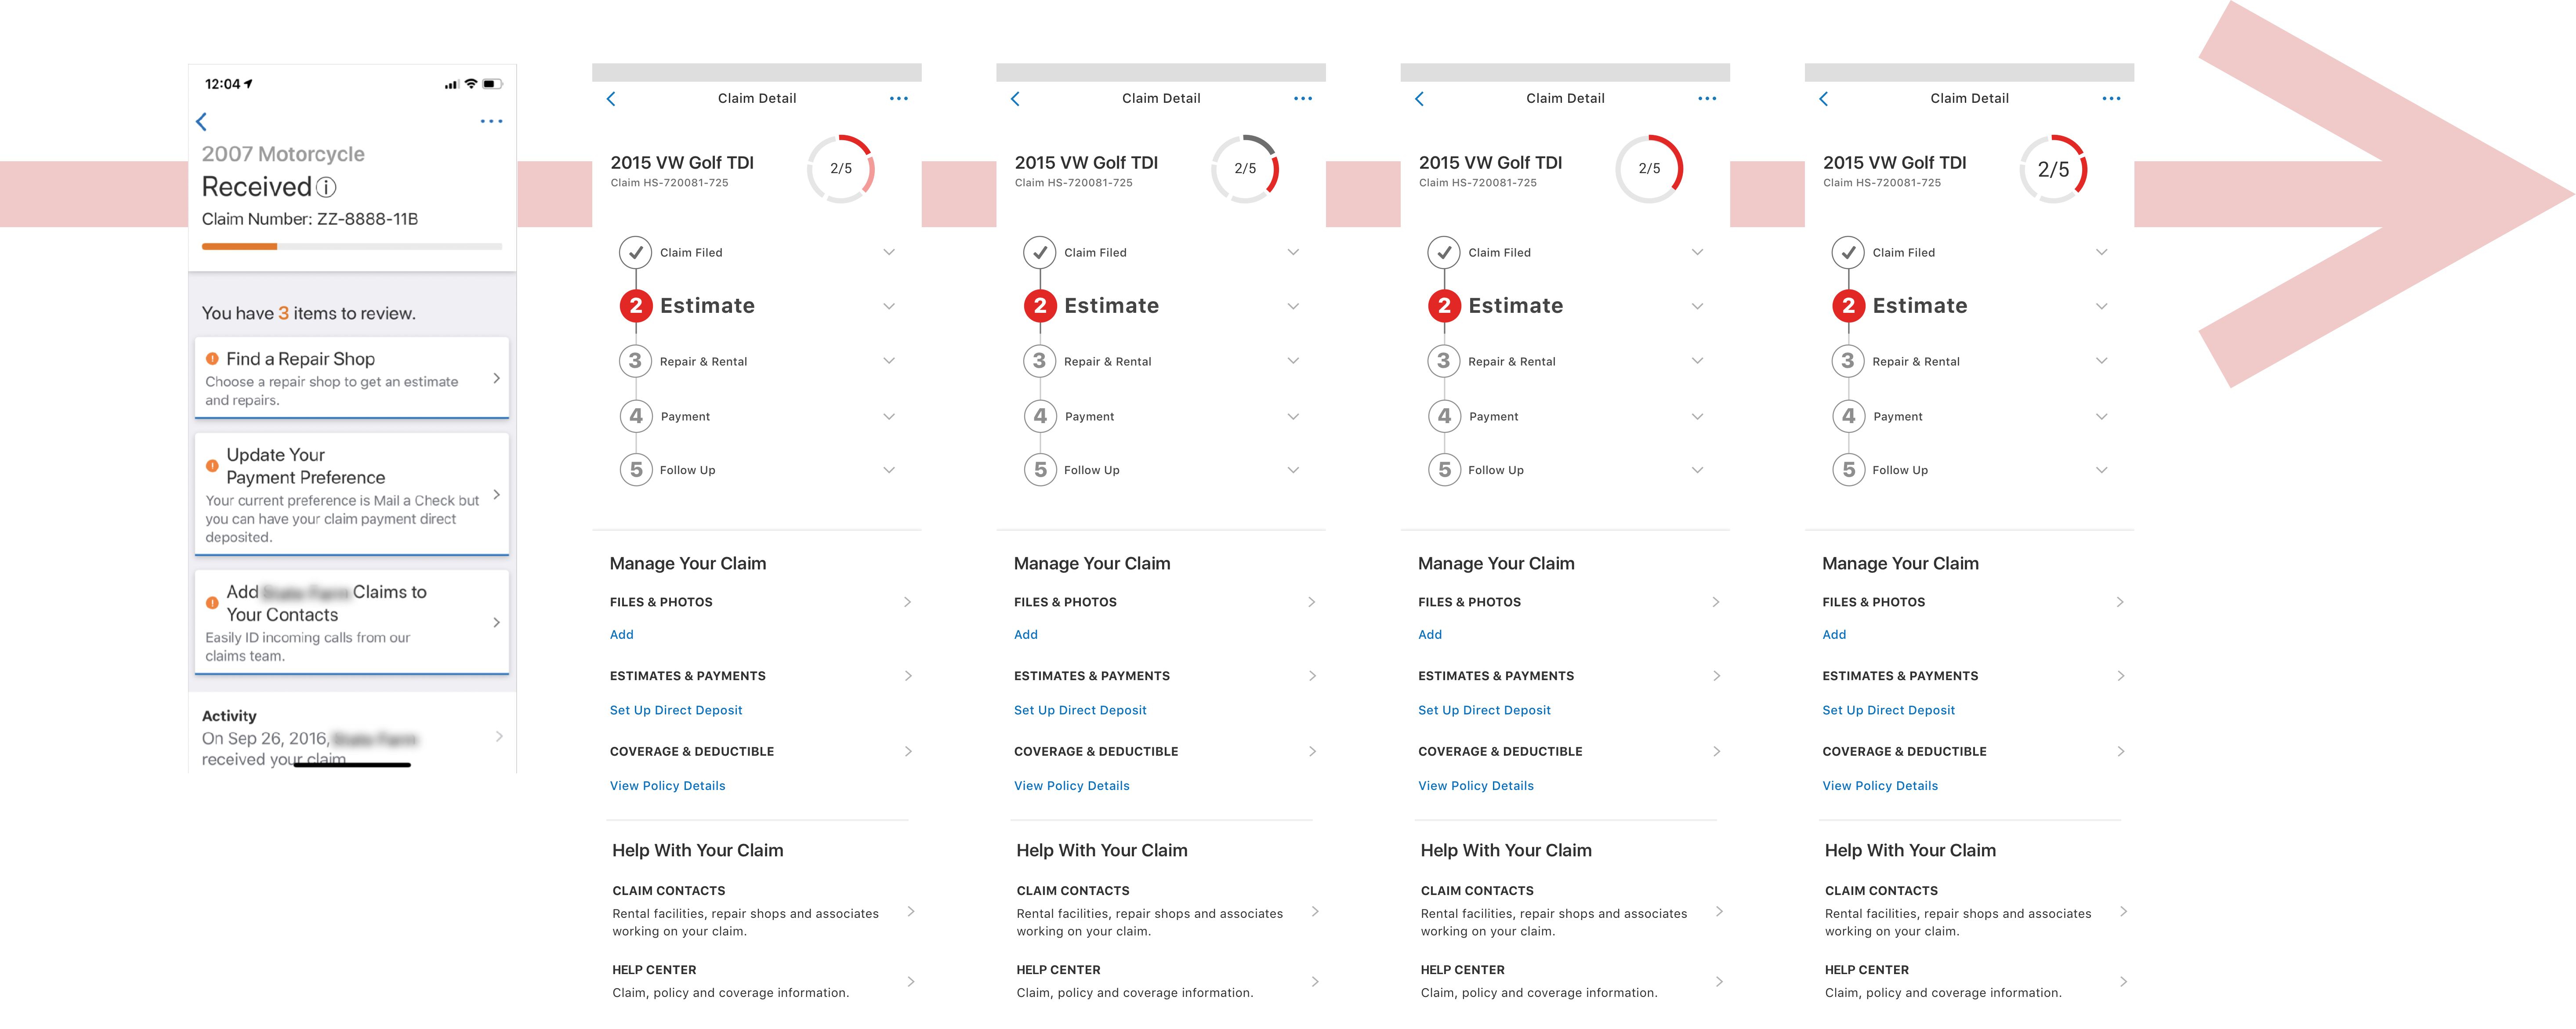 12:04
2007 Motorcycle
Received
Claim Number: ZZ-8888-11B
You have 3 items to review.
Find a Repair Shop
Choose a repair shop to get an estimate
and repairs.
Update Your
Payment Preference
Your current preference is Mail a Check but
you can have your claim payment direct
deposited.
Add Claims to
Your Contacts
Easily ID incoming calls from our
claims team.
Activity
On Sep 26, 2016,
received your claim
Claim Detail
2015 VW Golf TDI
Claim HS-720081-725
2/5
Claim Filed
2 Estimate
3 Repair & Rental
4 Payment
5 Follow Up
Manage Your Claim
FILES & PHOTOS
Add
ESTIMATES & PAYMENTS
Set Up Direct Deposit
COVERAGE & DEDUCTIBLE
View Policy Details
Help With Your Claim
CLAIM CONTACTS
Rental facilities, repair shops and associates
working on your claim.
HELP CENTER
Claim, policy and coverage information.
Claim Detail
2015 VW Golf TDI
Claim HS-720081-725
2/5
Claim Filed
2 Estimate
3 Repair & Rental
4 Payment
5 Follow Up
Manage Your Claim
FILES & PHOTOS
Add
ESTIMATES & PAYMENTS
Set Up Direct Deposit
COVERAGE & DEDUCTIBLE
View Policy Details
Help With Your Claim
CLAIM CONTACTS
Rental facilities, repair shops and associates
working on your claim.
HELP CENTER
Claim, policy and coverage information.
Claim Detail
2015 VW Golf TDI
Claim HS-720081-725
2/5
Claim Filed
2 Estimate
3 Repair & Rental
4 Payment
5 Follow Up
Manage Your Claim
FILES & PHOTOS
Add
ESTIMATES & PAYMENTS
Set Up Direct Deposit
COVERAGE & DEDUCTIBLE
View Policy Details
Help With Your Claim
CLAIM CONTACTS
Rental facilities, repair shops and associates
working on your claim.
HELP CENTER
Claim, policy and coverage information.
Claim Detail
2015 VW Golf TDI
Claim HS-720081-725
2/5
Claim Filed
2 Estimate
3 Repair & Rental
4 Payment
5 Follow Up
Manage Your Claim
FILES & PHOTOS
Add
ESTIMATES & PAYMENTS
Set Up Direct Deposit
COVERAGE & DEDUCTIBLE
View Policy Details
Help With Your Claim
CLAIM CONTACTS
Rental facilities, repair shops and associates
working on your claim.
HELP CENTER
Claim, policy and coverage information.